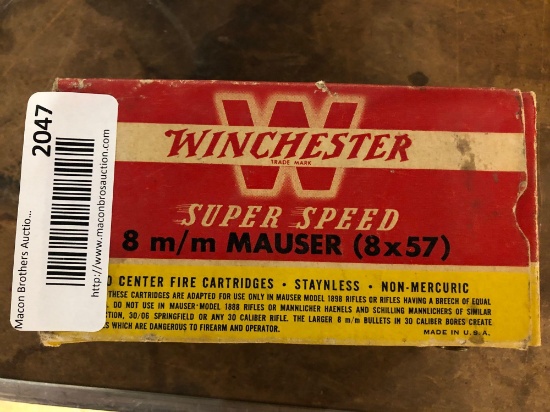 2047
Macon Brothers Auctio...
http://www.maconbrosauction.com
W
WINCHESTER
TRADE MARK
SUPER SPEED
8 m/m MAUSER (8x57)
CENTER FIRE CARTRIDGES • STAYNLESS • NON-MERCURIC
THESE CARTRIDGES ARE ADAPTED FOR USE ONLY IN MAUSER MODEL 1898 RIFLES OR RIFLES HAVING A BREECH OF EQUAL
. DO NOT USE IN MAUSER-MODEL 1888 RIFLES OR MANNLICHER HAENELS AND SCHILLING MANNLICHERS OF SIMILAR
CTION, 30/06 SPRINGFIELD OR ANY 30 CALIBER RIFLE. THE LARGER 8 m/m BULLETS IN 30 CALIBER BORES CREATE
S WHICH ARE DANGEROUS TO FIREARM AND OPERATOR.
MADE IN U.S.A.